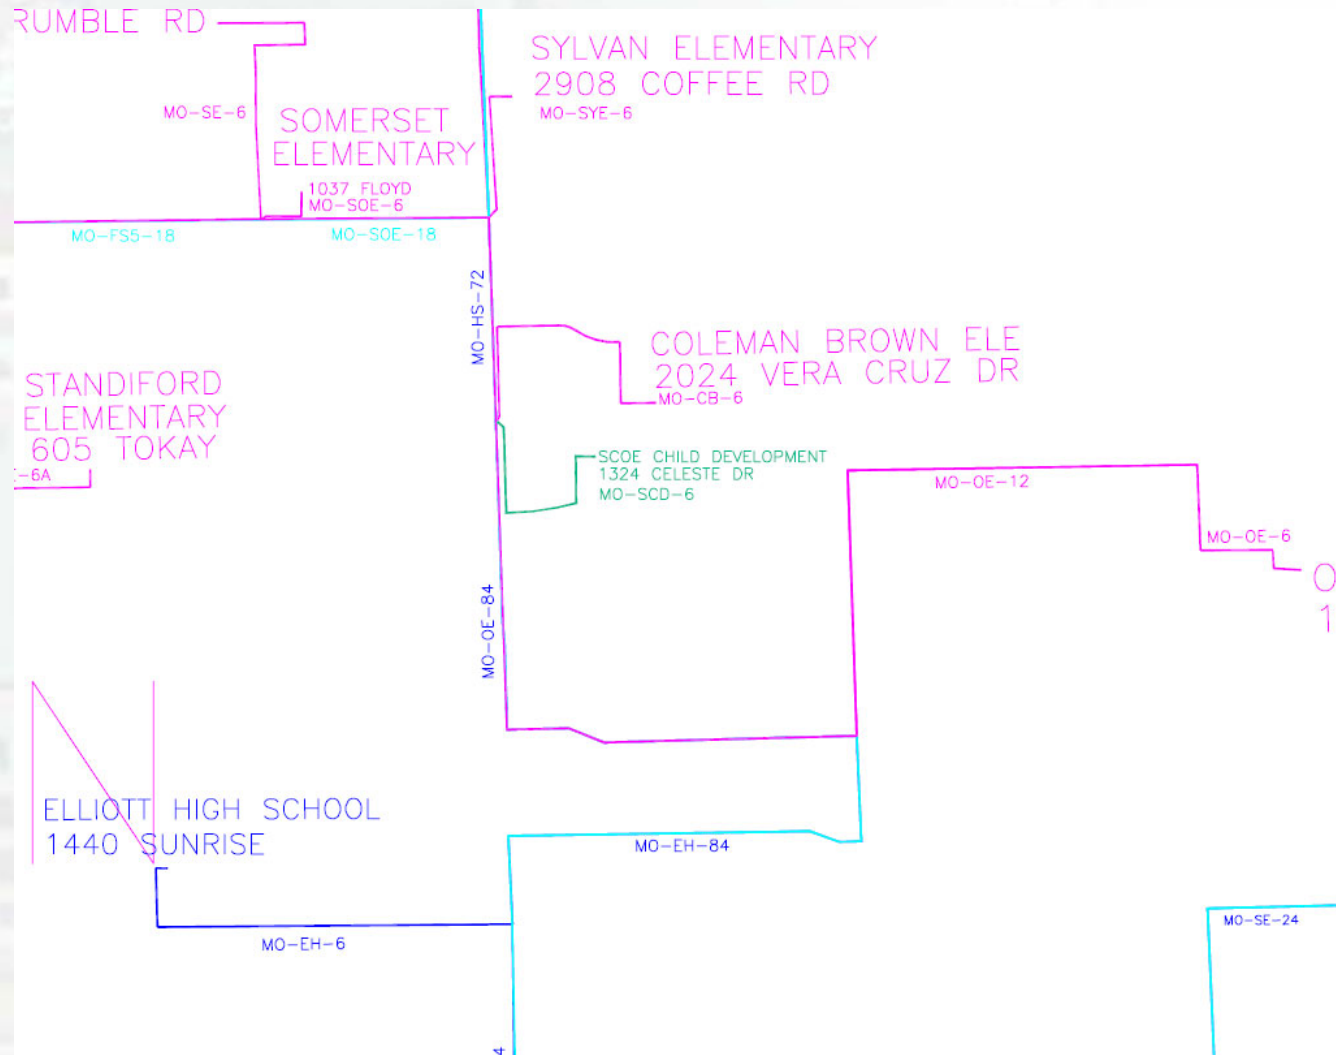 RUMBLE RD
SYLVAN ELEMENTARY
2908 COFFEE RD
MO-SYE-6
MO-SE-6
SOMERSET
ELEMENTARY
1037 FLOYD
MO-SOE-6
MO-FS5-18
MO-SOE-18
MO-HS-72
COLEMAN BROWN ELE
2024 VERA CRUZ DR
MO-CB-6
STANDIFORD
ELEMENTARY
605 TOKAY
E-6A
SCOE CHILD DEVELOPMENT
1324 CELESTE DR
MO-SCD-6
MO-OE-12
MO-OE-6
O
1
MO-OE-84
N
ELLIOTT HIGH SCHOOL
1440 SUNRISE
MO-EH-84
MO-EH-6
MO-SE-24
4